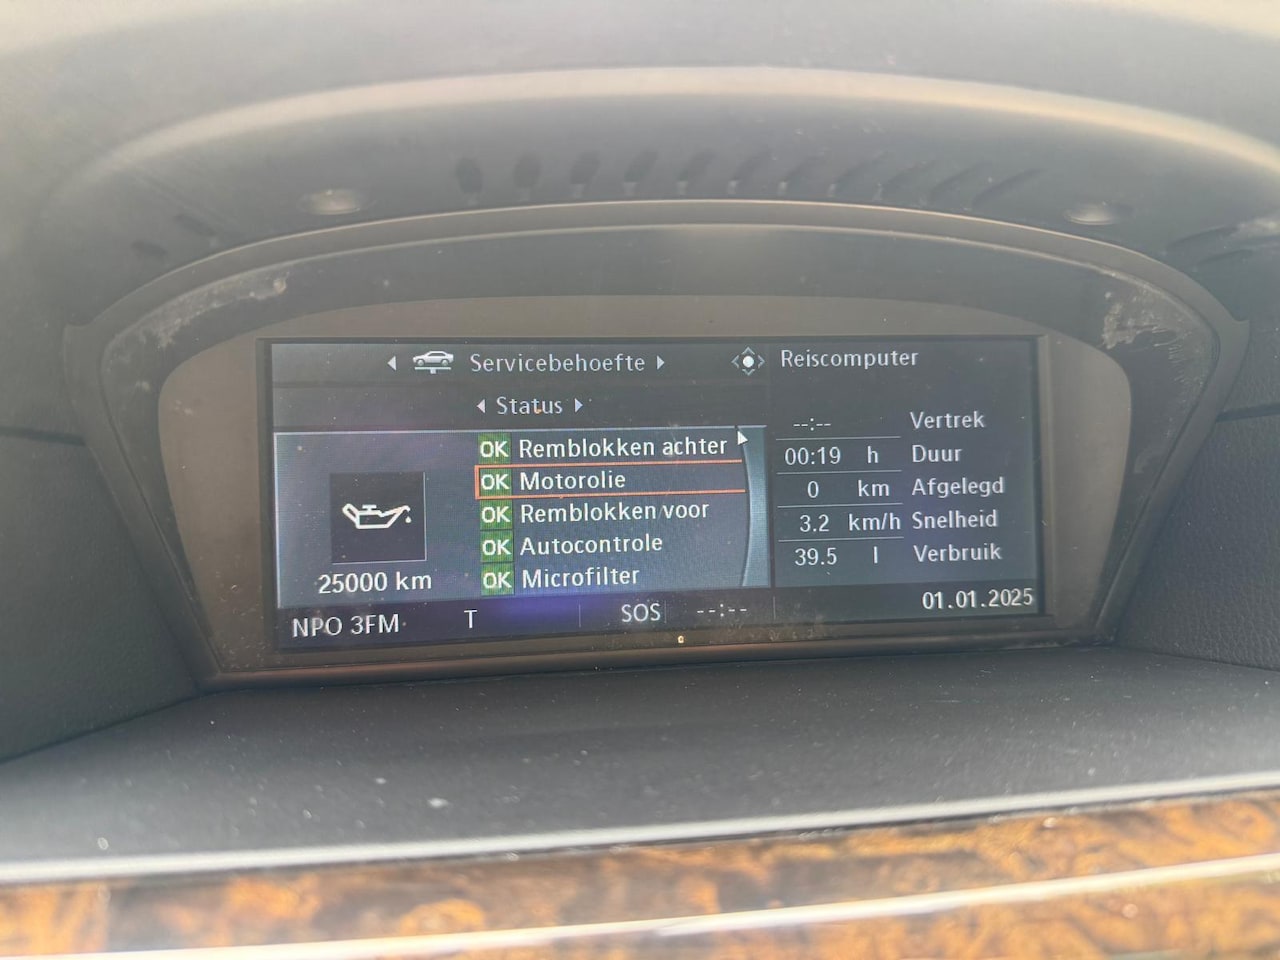 Servicebehoefte
Status
OK Remblokken achter
OK Motorolie
OK Remblokken voor
OK Autocontrole
OK Microfilter
25000 km
Reiscomputer
--:-- Vertrek
00:19 h Duur
0 km Afgelegd
3.2 km/h Snelheid
39.5 l Verbruik
01.01.2025
NPO 3FM T SOS --:--